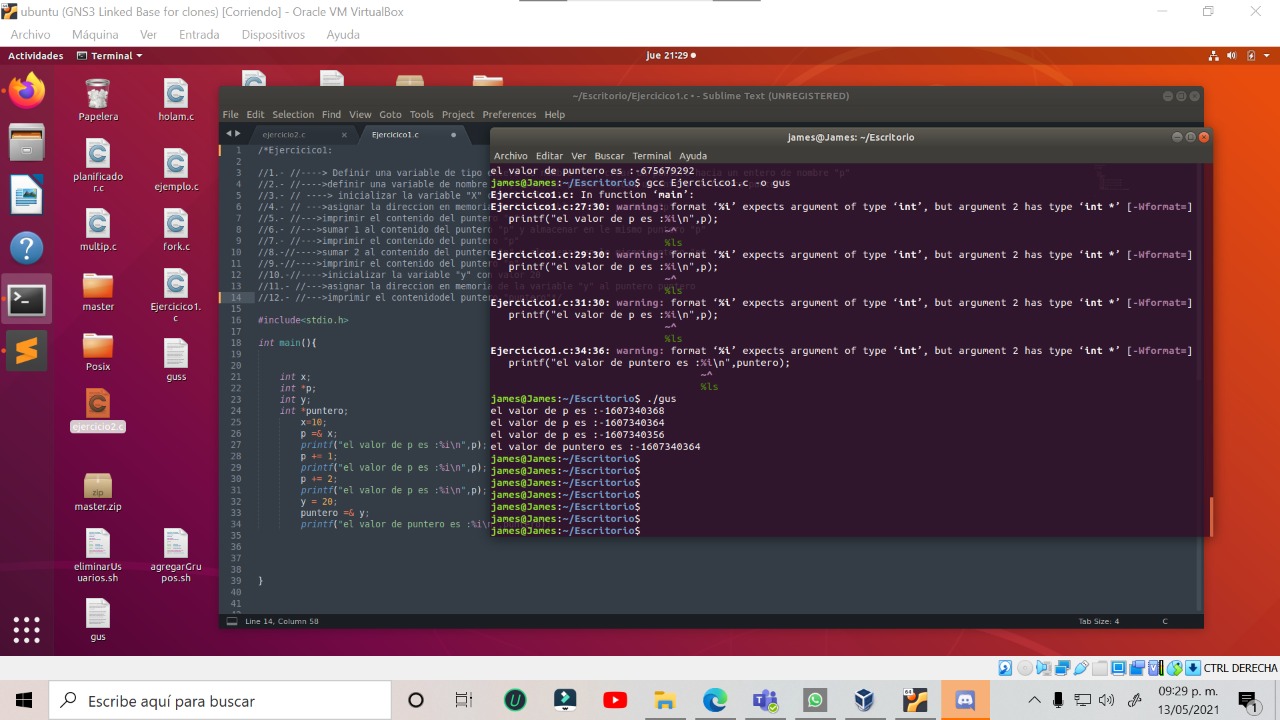 ubuntu (GNS3 Linked Base for clones) [Corriendo] - Oracle VM VirtualBox
Archivo Máquina Ver Entrada Dispositivos Ayuda
Actividades Terminal jue 21:29
Papelera
holam.c
planificado
r.c
ejemplo.c
multip.c
fork.c
master
Ejercicico1.
c
Posix
guss
ejercicio2.c
zip
master.zip
eliminarUs
uarios.sh
agregarGru
pos.sh
gus
~/Escritorio/Ejercicico1.c • - Sublime Text (UNREGISTERED)
File Edit Selection Find View Goto Tools Project Preferences Help
ejercicio2.c Ejercicico1.c
1 /*Ejercicico1:
2
3 //1.- //----> Definir una variable de tipo
4 //2.- //---->definir una variable de nombre
5 //3.- // ----> inicializar la variable "X"
6 //4.- //---->asignar la direccion en memor
7 //5.- //--->imprimir el contenido del puntero
8 //6.- //--->sumar 1 al contenido del puntero "p" y almacenar en le mismo puntero "p"
9 //7.- //--->imprimir el contenido del puntero "p"
10 //8.-//---->sumar 2 al contenido del puntero
11 //9.-//---->imprimir el contenido del puntero
12 //10.-//---->inicializar la variable "y" con valor 20
13 //11.- //--->asignar la direccion en memoria de la variable "y" al puntero puntero
14 //12.- //--->imprimir el contenidodel puntero
15
16 #include<stdio.h>
17
18 int main(){
19
20
21 int x;
22 int *p;
23 int y;
24 int *puntero;
25 x=10;
26 p =& x;
27 printf("el valor de p es :%i\n",p);
28 p += 1;
29 printf("el valor de p es :%i\n",p);
30 p += 2;
31 printf("el valor de p es :%i\n",p);
32 y = 20;
33 puntero =& y;
34 printf("el valor de puntero es :%i\n
35
36
37
38
39 }
40
41
Line 14, Column 58 Tab Size: 4 C
james@James: ~/Escritorio
Archivo Editar Ver Buscar Terminal Ayuda
el valor de puntero es :-675679292
james@James:~/Escritorio$ gcc Ejercicico1.c -o gus
Ejercicico1.c: In function ‘main’:
Ejercicico1.c:27:30: warning: format ‘%i’ expects argument of type ‘int’, but argument 2 has type ‘int *’ [-Wformat=]
printf("el valor de p es :%i\n",p);
~^
%ls
Ejercicico1.c:29:30: warning: format ‘%i’ expects argument of type ‘int’, but argument 2 has type ‘int *’ [-Wformat=]
printf("el valor de p es :%i\n",p);
~^
%ls
Ejercicico1.c:31:30: warning: format ‘%i’ expects argument of type ‘int’, but argument 2 has type ‘int *’ [-Wformat=]
printf("el valor de p es :%i\n",p);
~^
%ls
Ejercicico1.c:34:36: warning: format ‘%i’ expects argument of type ‘int’, but argument 2 has type ‘int *’ [-Wformat=]
printf("el valor de puntero es :%i\n",puntero);
~^
%ls
james@James:~/Escritorio$ ./gus
el valor de p es :-1607340368
el valor de p es :-1607340364
el valor de p es :-1607340356
el valor de puntero es :-1607340364
james@James:~/Escritorio$
james@James:~/Escritorio$
james@James:~/Escritorio$
james@James:~/Escritorio$
james@James:~/Escritorio$
james@James:~/Escritorio$
james@James:~/Escritorio$
CTRL DERECHA
Escribe aquí para buscar
09:29 p. m.
13/05/2021
1